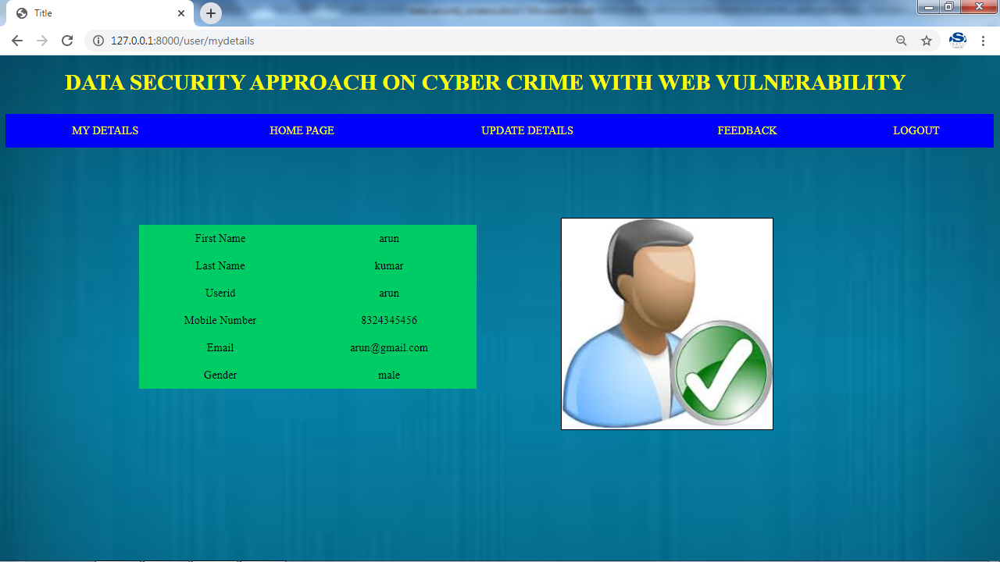 Title
127.0.0.1:8000/user/mydetails
DATA SECURITY APPROACH ON CYBER CRIME WITH WEB VULNERABILITY
MY DETAILS HOME PAGE UPDATE DETAILS FEEDBACK LOGOUT
First Name arun
Last Name kumar
Userid arun
Mobile Number 8324345456
Email arun@gmail.com
Gender male